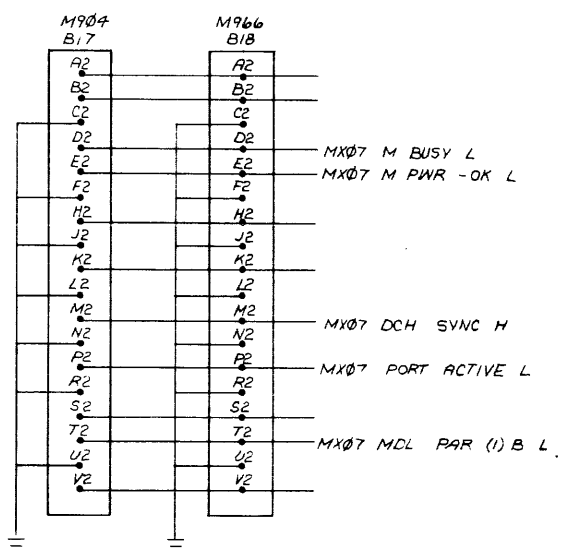 M9Ø4 M966
B17 B18
A2 A2
B2 B2
C2 C2
D2 D2 MXØ7 M BUSY L
E2 E2 MXØ7 M PWR -OK L
F2 F2
H2 H2
J2 J2
K2 K2
L2 L2
M2 M2 MXØ7 DCH SYNC H
N2 N2
P2 P2 MXØ7 PORT ACTIVE L
R2 R2
S2 S2
T2 T2 MXØ7 MDL PAR (1) B L.
U2 U2
V2 V2